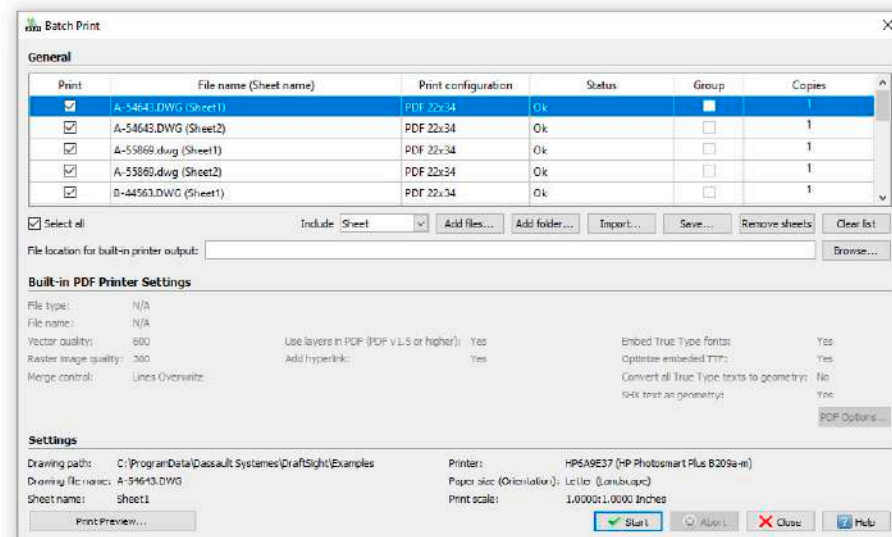 Batch Print
General
Print File name (Sheet name) Print configuration Status Group Copies
A-54643.DWG (Sheet1) PDF 22x34 Ok 1
A-54643.DWG (Sheet2) PDF 22x34 Ok 1
A-55869.dwg (Sheet1) PDF 22x34 Ok 1
A-55869.dwg (Sheet2) PDF 22x34 Ok 1
B-44563.DWG (Sheet1) PDF 22x34 Ok 1
Select all Include Sheet Add files... Add folder... Import... Save... Remove sheets Clear list
File location for built-in printer output: Browse...
Built-in PDF Printer Settings
File type: N/A
File name: N/A
Vector quality: 600 Use layers in PDF (PDF v 1.5 or higher): Yes Embed True Type fonts: Yes
Raster image quality: 300 Add hyperlink: Yes Optimize embeded TTF: Yes
Merge control: Lines Overwrite Convert all True Type texts to geometry: No
SHX text as geometry: Yes
PDF Options...
Settings
Drawing path: C:\ProgramData\Dassault Systemes\DraftSight\Examples Printer: HP6A9E37 (HP Photosmart Plus B209a-m)
Drawing file name: A-54643.DWG Paper size (Orientation): Letter (Landscape)
Sheet name: Sheet1 Print scale: 1.0000:1.0000 Inches
Print Preview... Start Abort Close Help